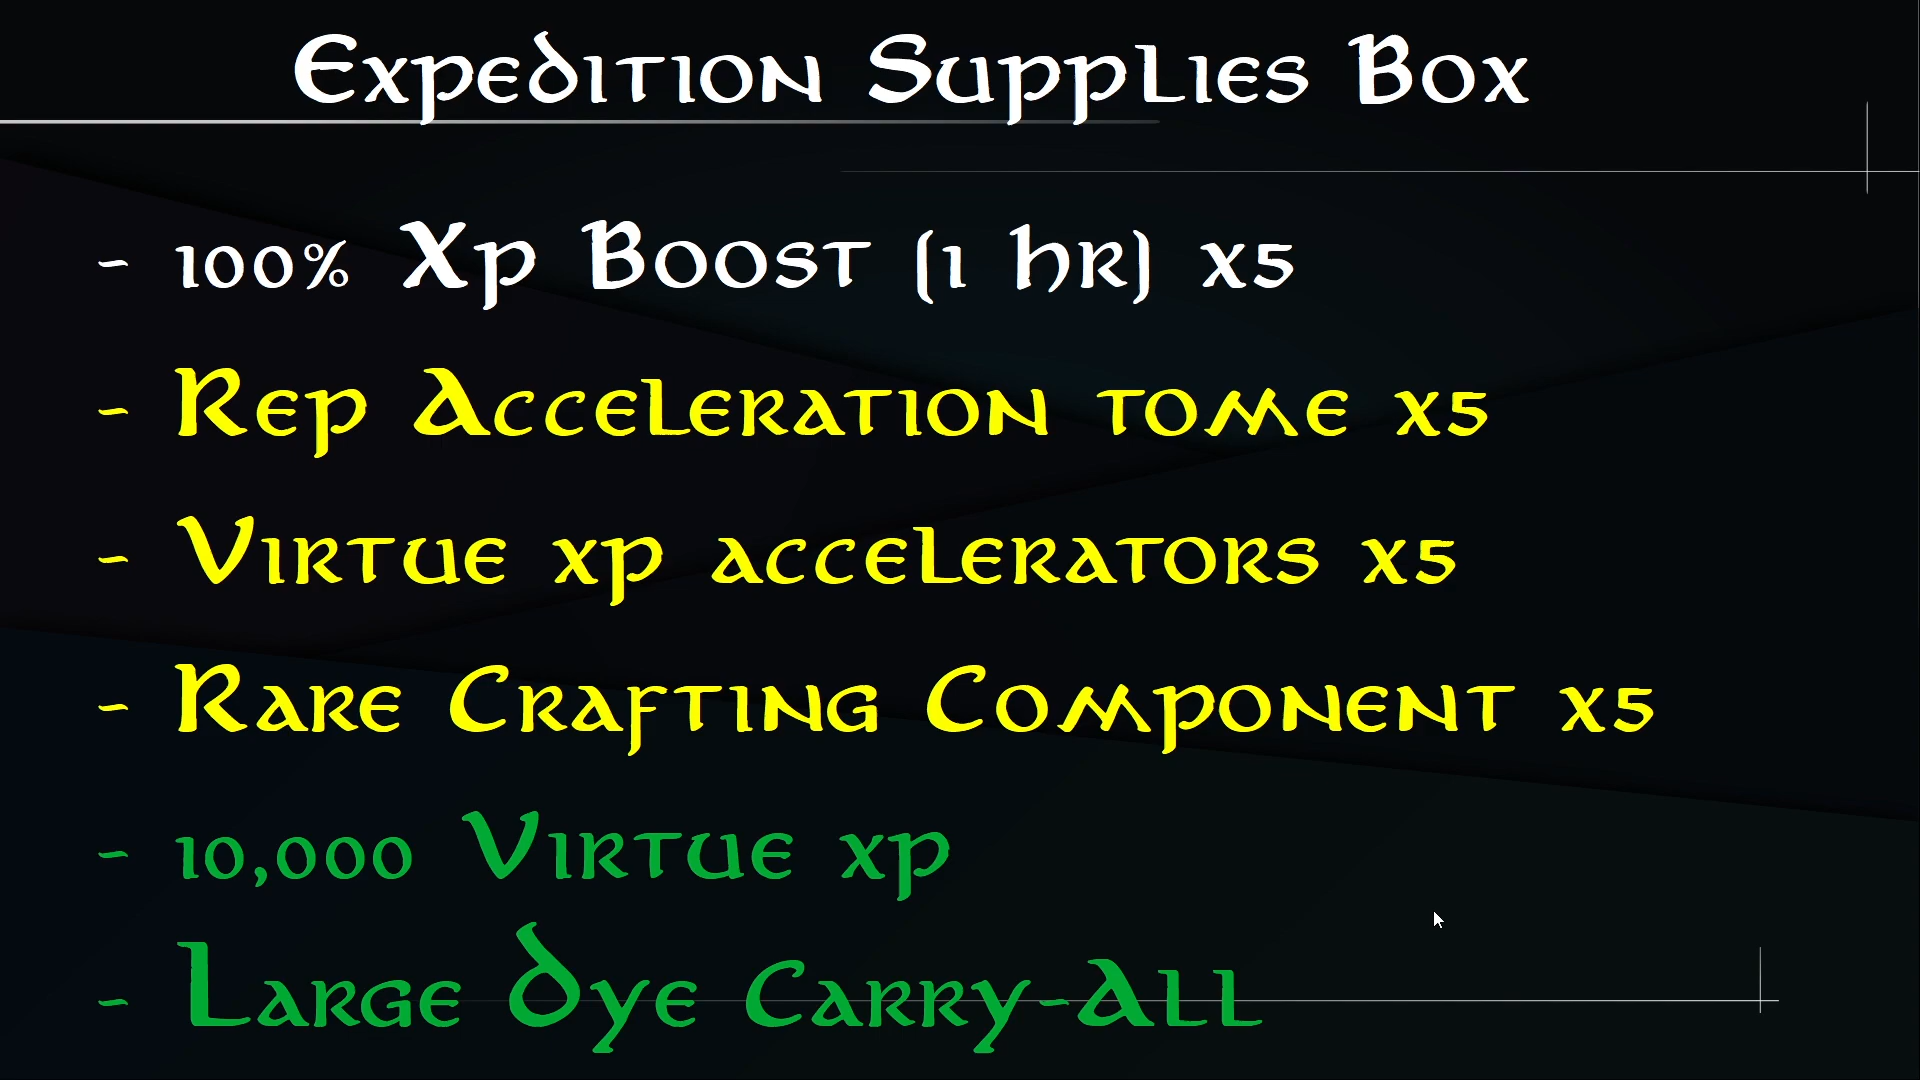 Expedition Supplies Box
- 100% Xp Boost (1 hr) x5
- Rep Acceleration tome x5
- Virtue xp accelerators x5
- Rare Crafting Component x5
- 10,000 Virtue xp
- Large Dye Carry-All